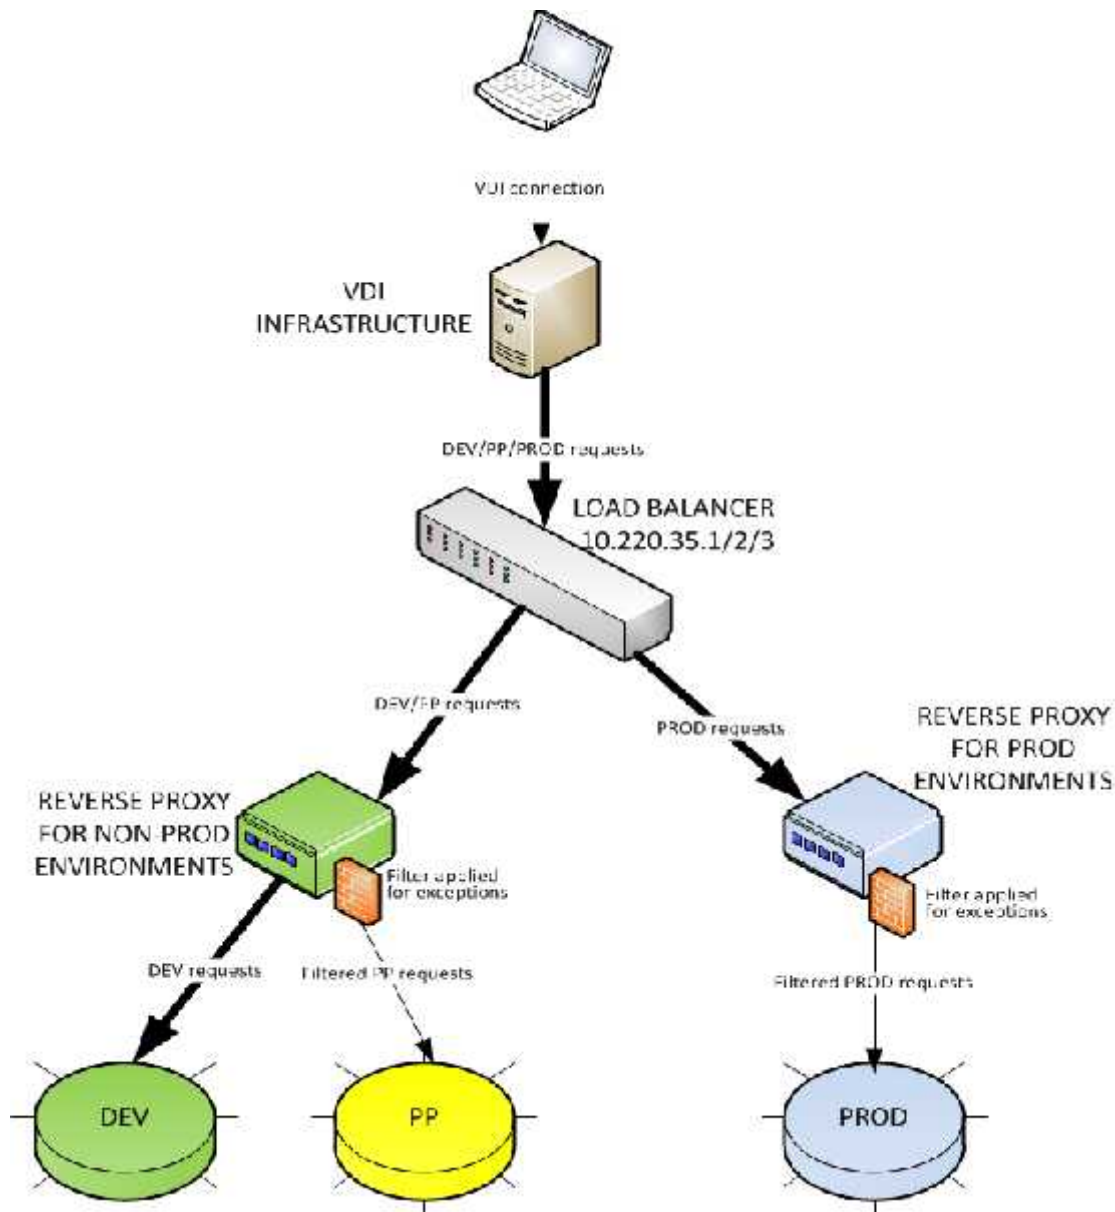 VUI connection
VDI
INFRASTRUCTURE
DEV/PP/PROD requests
LOAD BALANCER
10.220.35.1/2/3
DEV/PP requests
PROD requests
REVERSE PROXY
FOR PROD
ENVIRONMENTS
REVERSE PROXY
FOR NON-PROD
ENVIRONMENTS
Filter applied
for exceptions
Filter applied
for exceptions
DEV requests
Filtered PP requests
Filtered PROD requests
DEV
PP
PROD